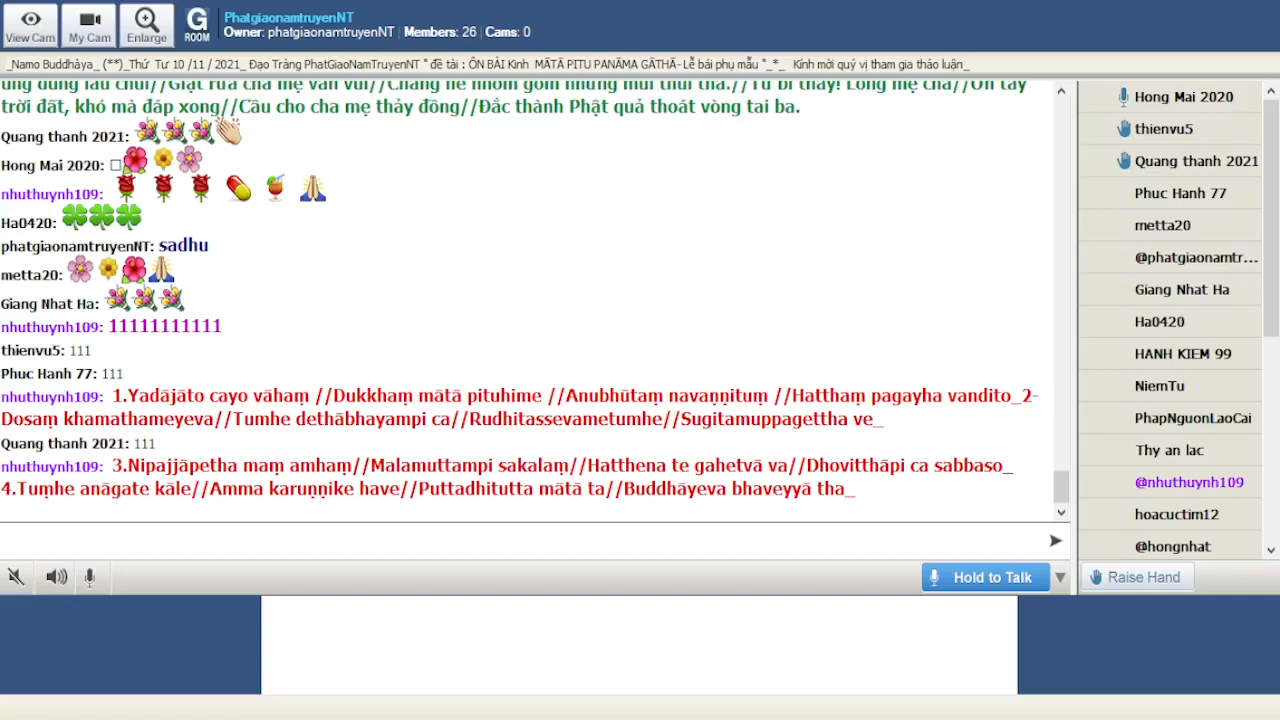 View Cam
My Cam
Enlarge
G
ROOM
PhatgiaonamtruyenNT
Owner: phatgiaonamtruyenNT | Members: 26 | Cams: 0
_Namo Buddhàya_ (**)_Thứ Tư 10 /11 / 2021_ Đạo Tràng PhatGiaoNamTruyenNT " đề tài : ÔN BÀI Kinh MĀTĀ PITU PANĀMA GĀTHĀ- Lễ bái phụ mẫu "_*_ Kính mời quý vị tham gia thảo luận_
trời đất, khó mà đáp xong//Cầu cho cha mẹ thảy đồng//Đắc thành Phật quả thoát vòng tai ba.
Quang thanh 2021:
Hong Mai 2020:
nhuthuynh109:
Ha0420:
phatgiaonamtruyenNT: sadhu
metta20:
Giang Nhat Ha:
nhuthuynh109: 11111111111
thienvu5: 111
Phuc Hanh 77: 111
nhuthuynh109: 1.Yadājāto cayo vāhaṃ //Dukkhaṃ mātā pituhime //Anubhūtaṃ navaṇṇituṃ //Hatthaṃ pagayha vandito_2-
Dosaṃ khamathameyeva//Tumhe dethābhayampi ca//Rudhitassevametumhe//Sugitamuppagettha ve_
Quang thanh 2021: 111
nhuthuynh109: 3.Nipajjāpetha maṃ amhaṃ//Malamuttampi sakalaṃ//Hatthena te gahetvā va//Dhovitthāpi ca sabbaso_
4.Tuṃhe anāgate kāle//Amma karuṇṇike have//Puttadhitutta mātā ta//Buddhāyeva bhaveyyā tha_
Hold to Talk
Hong Mai 2020
thienvu5
Quang thanh 2021
Phuc Hanh 77
metta20
@phatgiaonamtr...
Giang Nhat Ha
Ha0420
HANH KIEM 99
NiemTu
PhapNguonLaoCai
Thy an lac
@nhuthuynh109
hoacuctim12
@hongnhat
Raise Hand